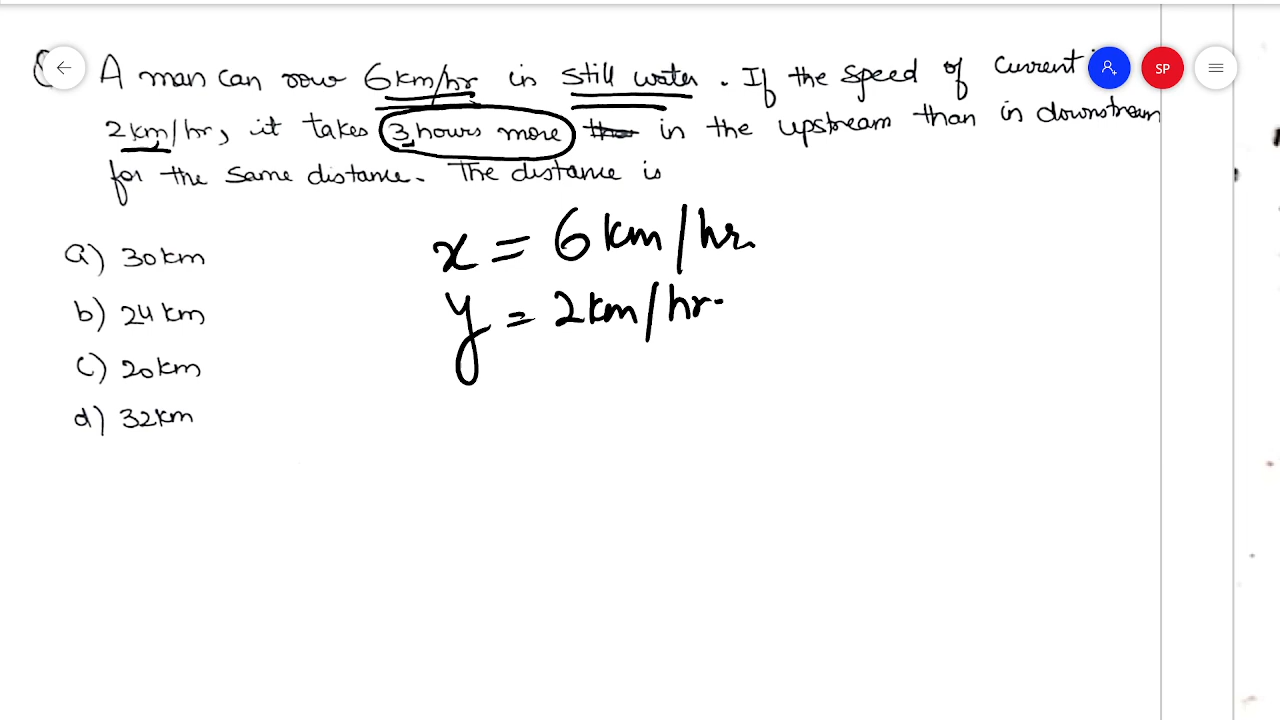 A man can row 6km/hr in still water. If the speed of current
2km/hr, it takes 3 hours more in the upstream than in downstream
for the same distance. The distance is
x = 6km/hr.
y = 2km/hr.
a) 30km
b) 24km
c) 20km
d) 32km
SP